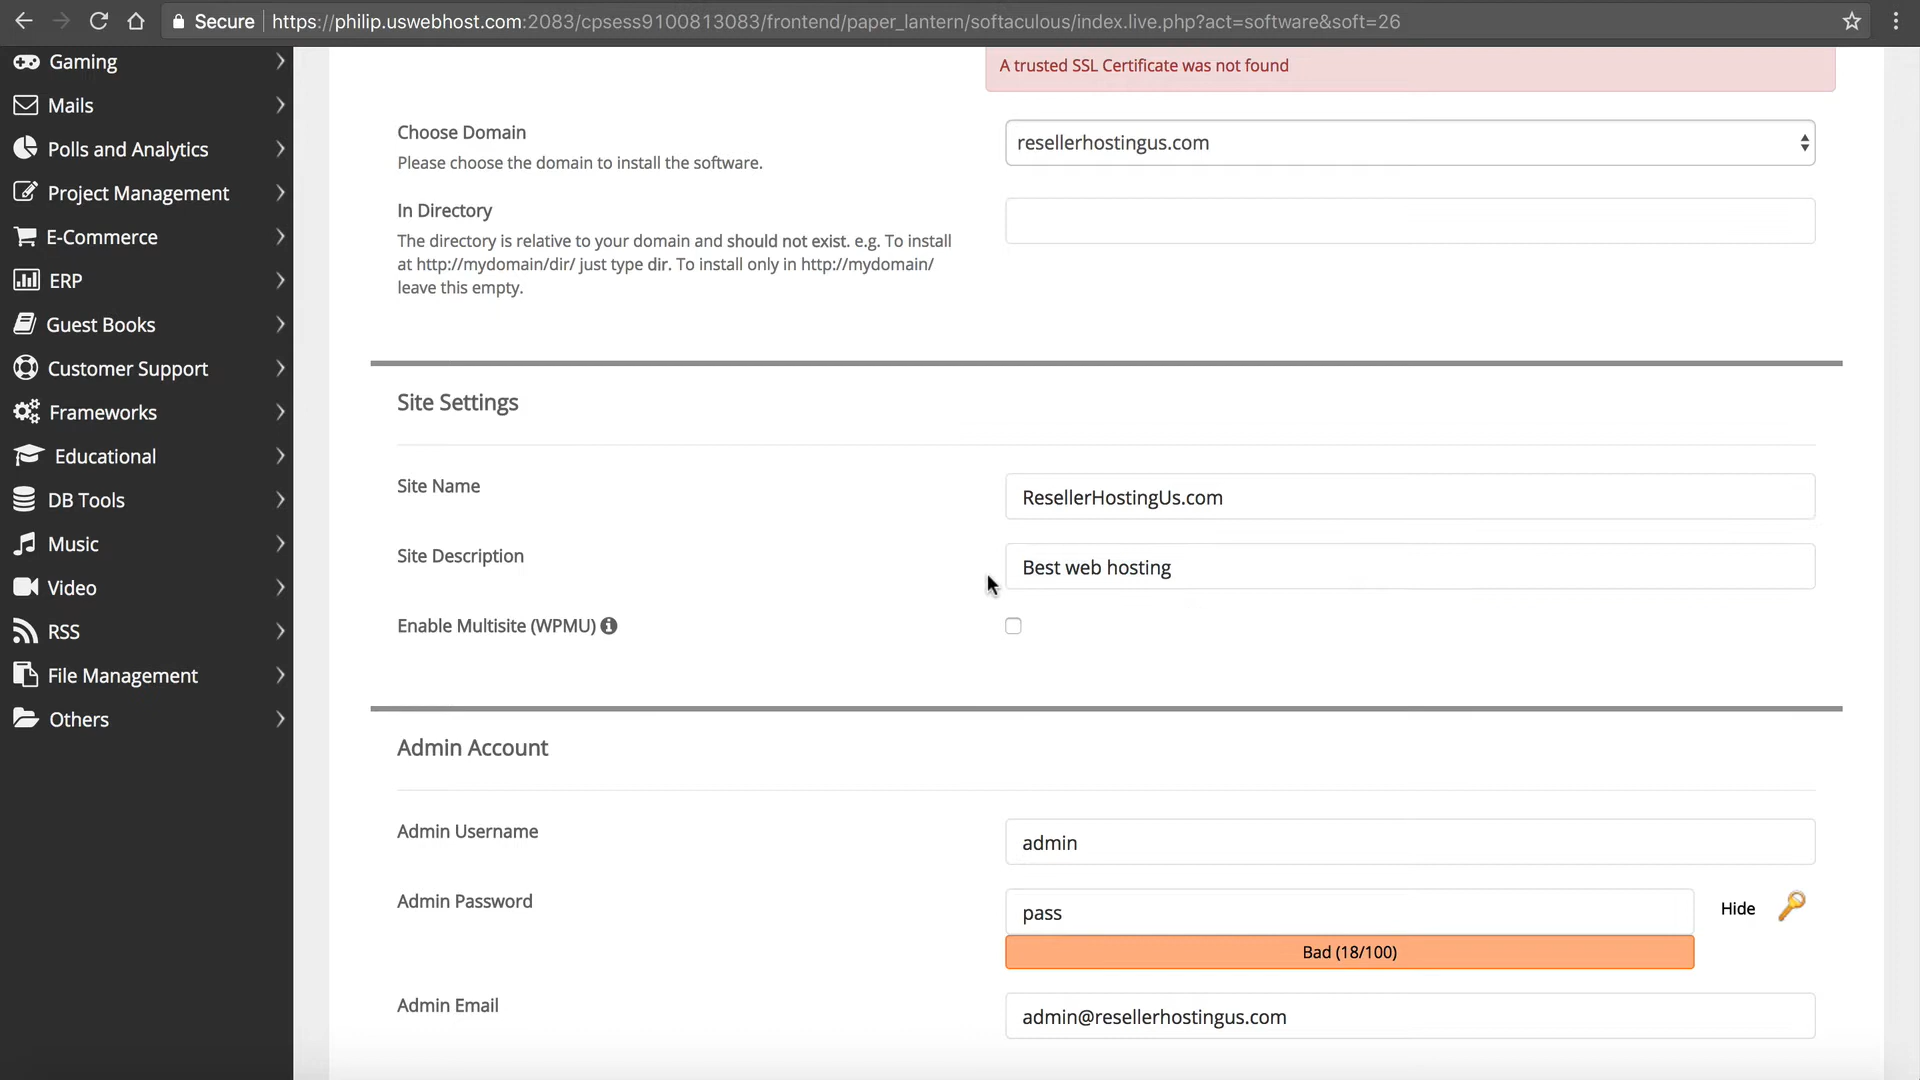 Secure https://philip.uswebhost.com:2083/cpsess9100813083/frontend/paper_lantern/softaculous/index.live.php?act=software&soft=26
Gaming
Mails
Polls and Analytics
Project Management
E-Commerce
ERP
Guest Books
Customer Support
Frameworks
Educational
DB Tools
Music
Video
RSS
File Management
Others
A trusted SSL Certificate was not found
Choose Domain
Please choose the domain to install the software.
resellerhostingus.com
In Directory
The directory is relative to your domain and should not exist. e.g. To install
at http://mydomain/dir/ just type dir. To install only in http://mydomain/
leave this empty.
Site Settings
Site Name
ResellerHostingUs.com
Site Description
Best web hosting
Enable Multisite (WPMU)
Admin Account
Admin Username
admin
Admin Password
pass
Hide
Bad (18/100)
Admin Email
admin@resellerhostingus.com